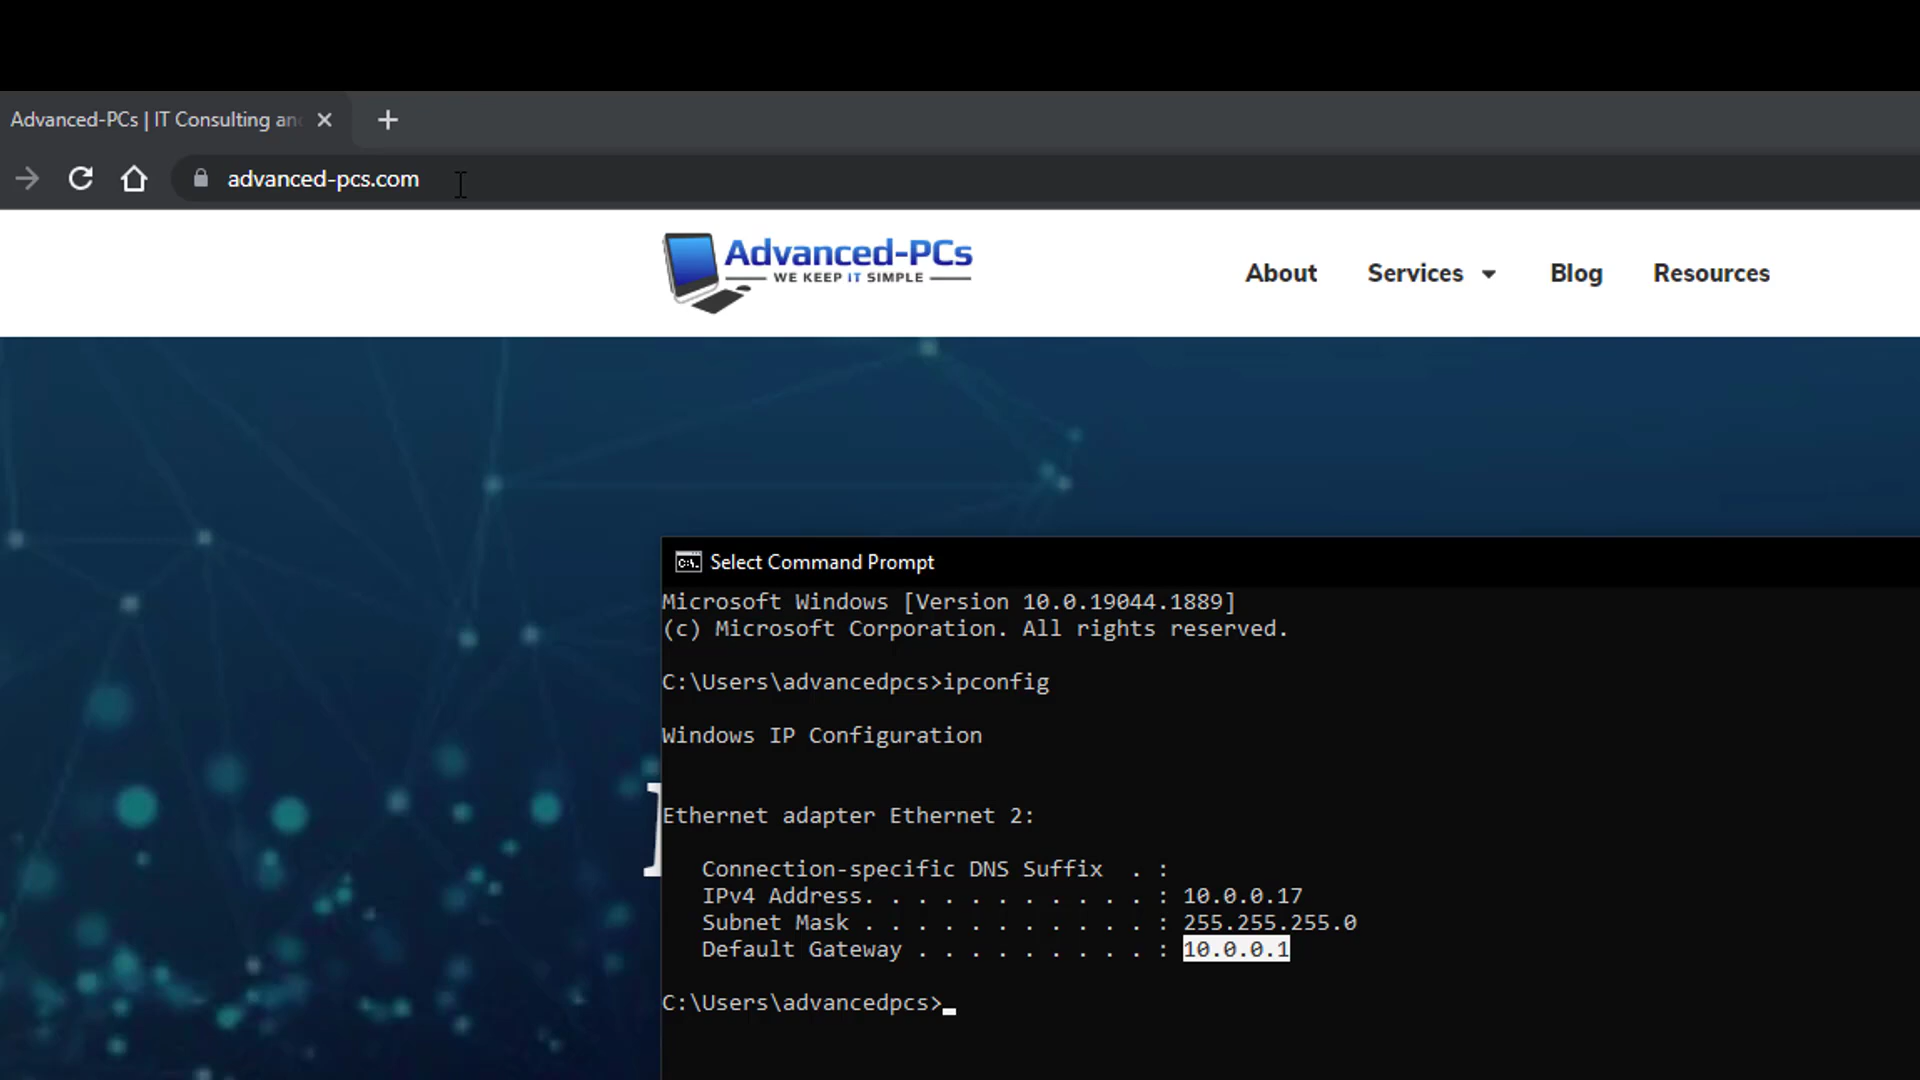 Advanced-PCs | IT Consulting an
advanced-pcs.com
Advanced-PCs
WE KEEP IT SIMPLE
About Services Blog Resources
C:\. Select Command Prompt
Microsoft Windows [Version 10.0.19044.1889]
(c) Microsoft Corporation. All rights reserved.
C:\Users\advancedpcs>ipconfig
Windows IP Configuration
Ethernet adapter Ethernet 2:
Connection-specific DNS Suffix . :
IPv4 Address. . . . . . . . . . . : 10.0.0.17
Subnet Mask . . . . . . . . . . . : 255.255.255.0
Default Gateway . . . . . . . . . : 10.0.0.1
C:\Users\advancedpcs>